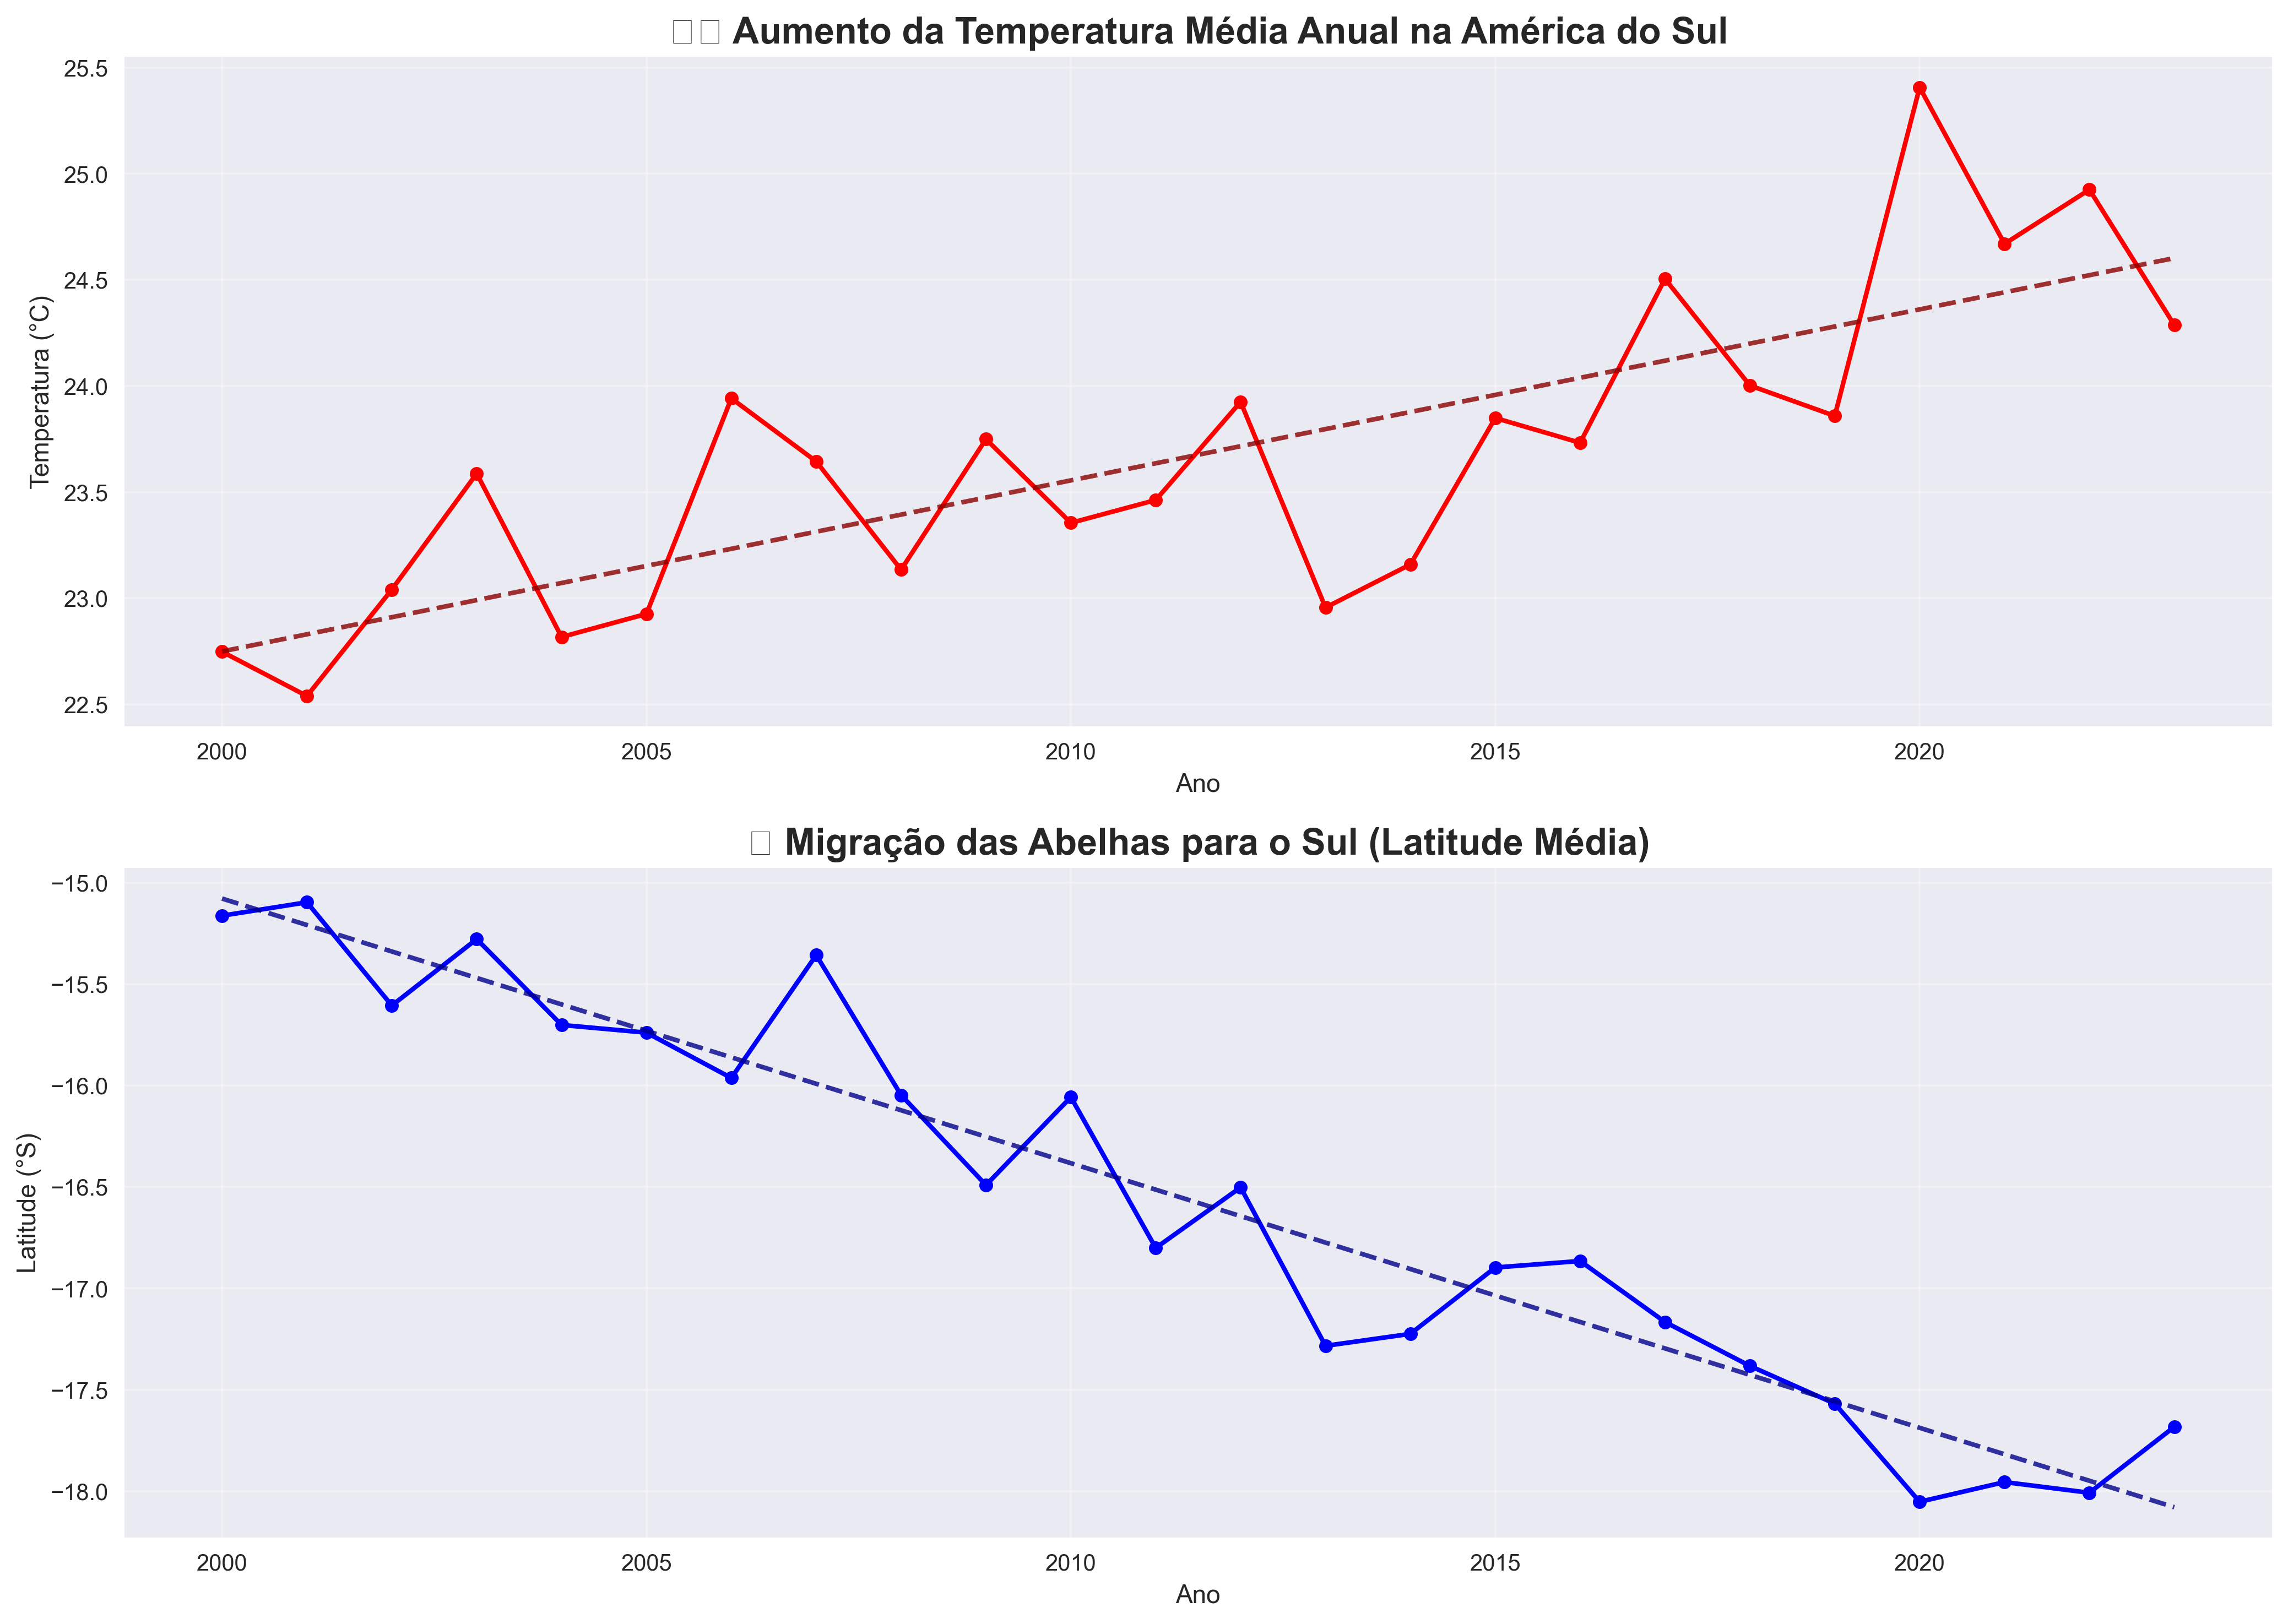 Aumento da Temperatura Média Anual na América do Sul
Temperatura (°C)
25.5
25.0
24.5
24.0
23.5
23.0
22.5
2000 2005 2010 2015 2020
Ano
Migração das Abelhas para o Sul (Latitude Média)
Latitude (°S)
−15.0
−15.5
−16.0
−16.5
−17.0
−17.5
−18.0
2000 2005 2010 2015 2020
Ano